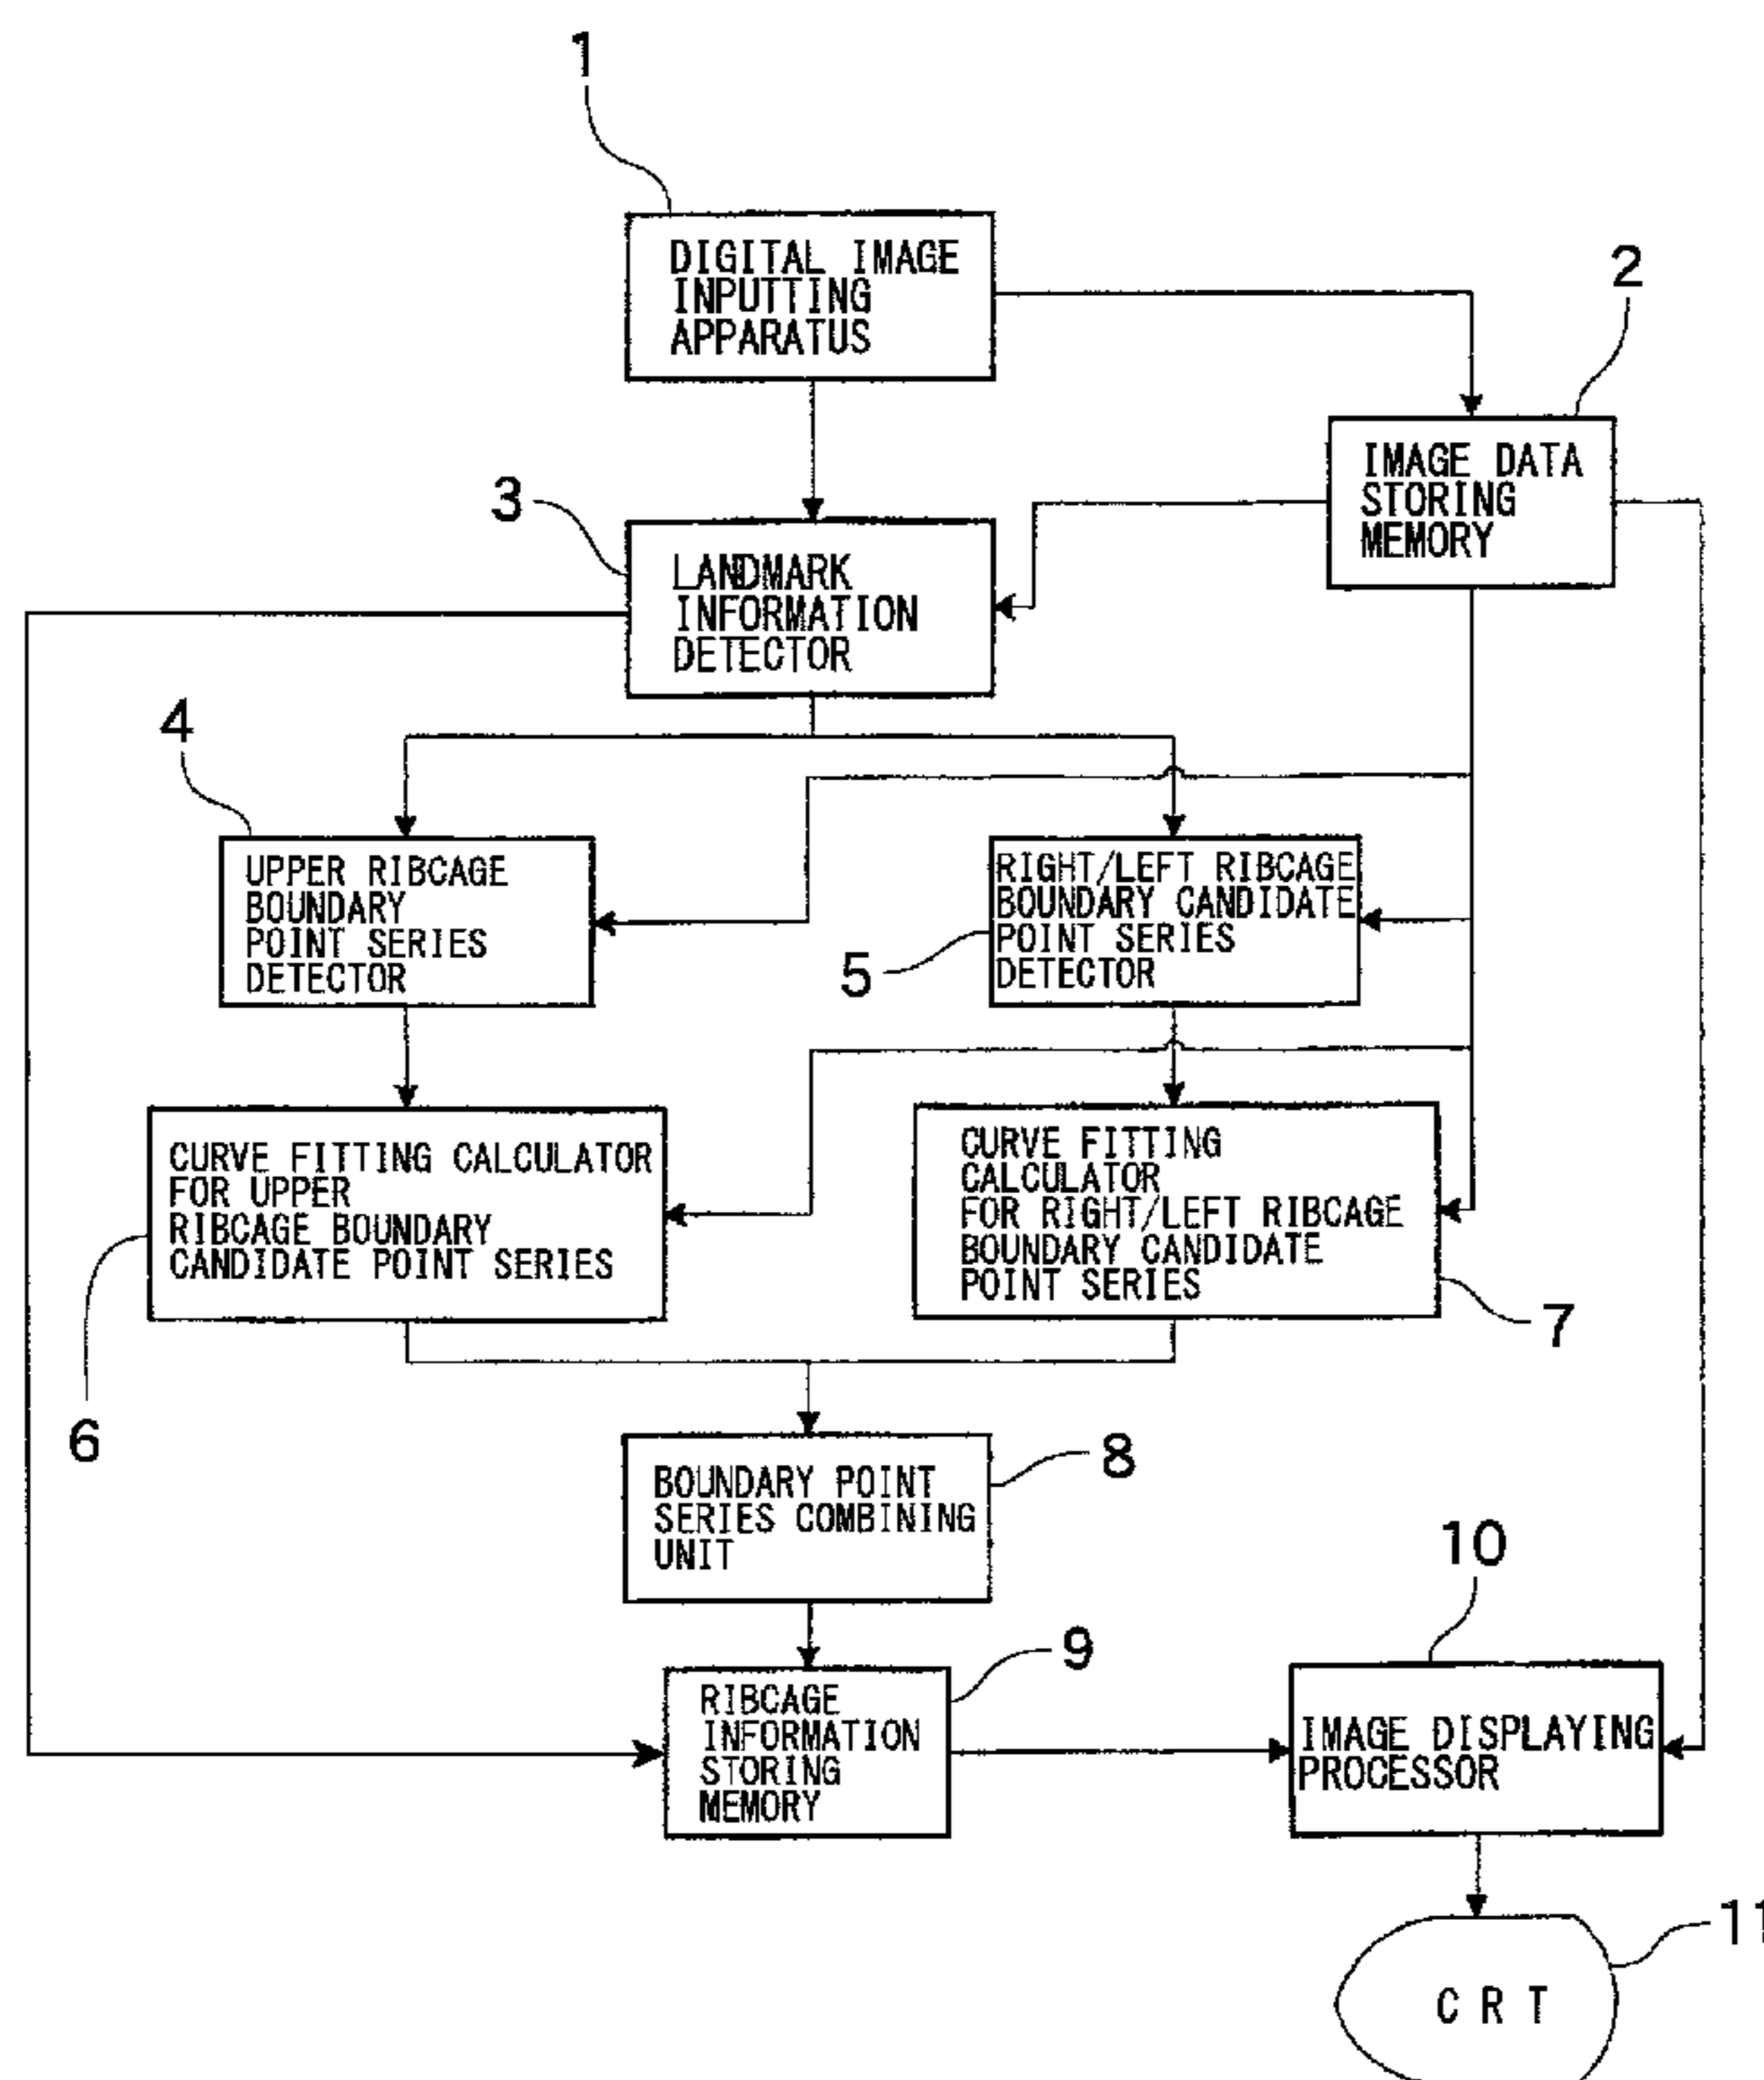 1
DIGITAL IMAGE
INPUTTING
APPARATUS
2
IMAGE DATA
STORING
MEMORY
3
LANDMARK
INFORMATION
DETECTOR
4
UPPER RIBCAGE
BOUNDARY
POINT SERIES
DETECTOR
5
RIGHT/LEFT RIBCAGE
BOUNDARY CANDIDATE
POINT SERIES
DETECTOR
6
CURVE FITTING CALCULATOR
FOR UPPER
RIBCAGE BOUNDARY
CANDIDATE POINT SERIES
CURVE FITTING
CALCULATOR
FOR RIGHT/LEFT RIBCAGE
BOUNDARY CANDIDATE
POINT SERIES
7
8
BOUNDARY POINT
SERIES COMBINING
UNIT
9
RIBCAGE
INFORMATION
STORING
MEMORY
10
IMAGE DISPLAYING
PROCESSOR
11
CRT